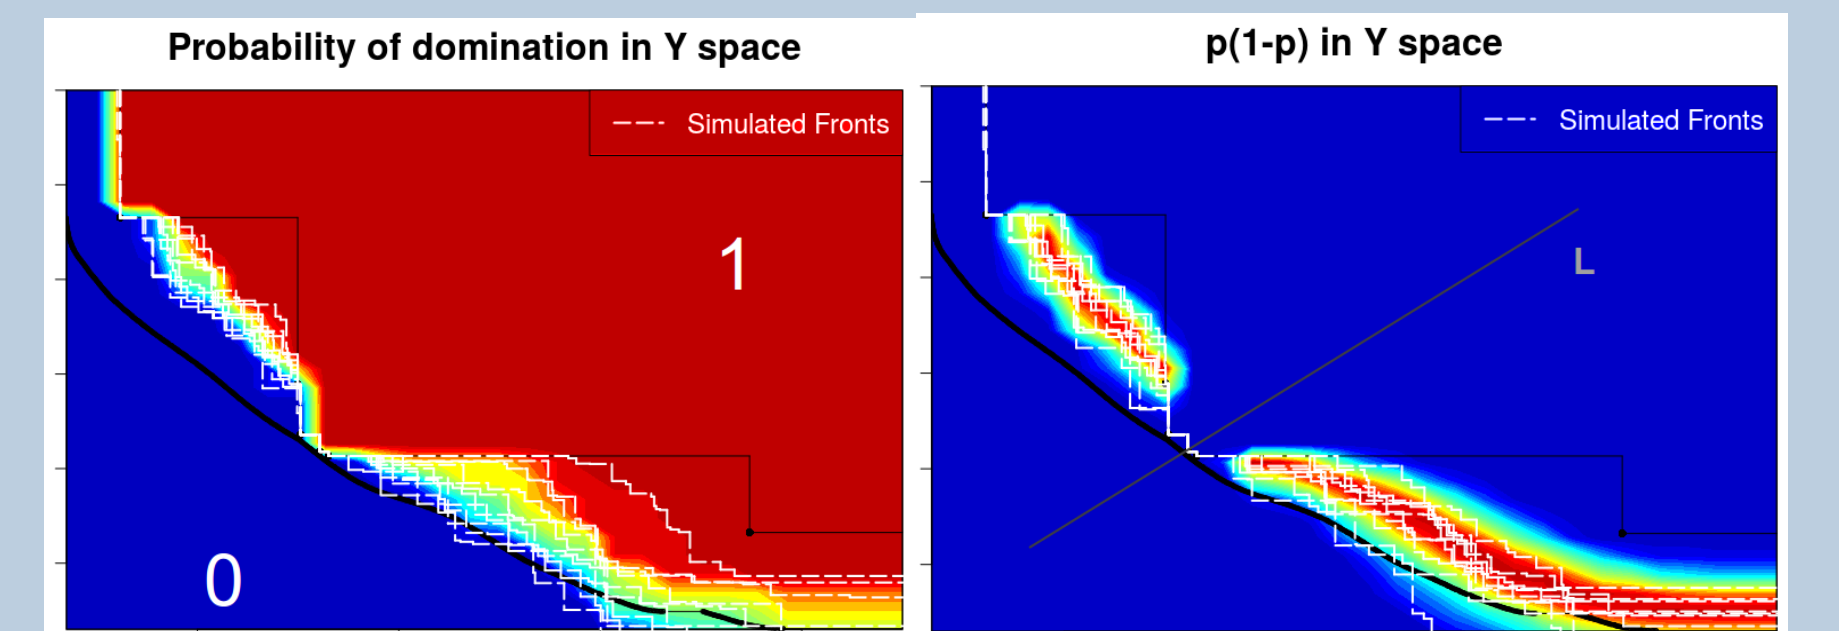 Probability of domination in Y space
Simulated Fronts
1
0
p(1-p) in Y space
Simulated Fronts
L